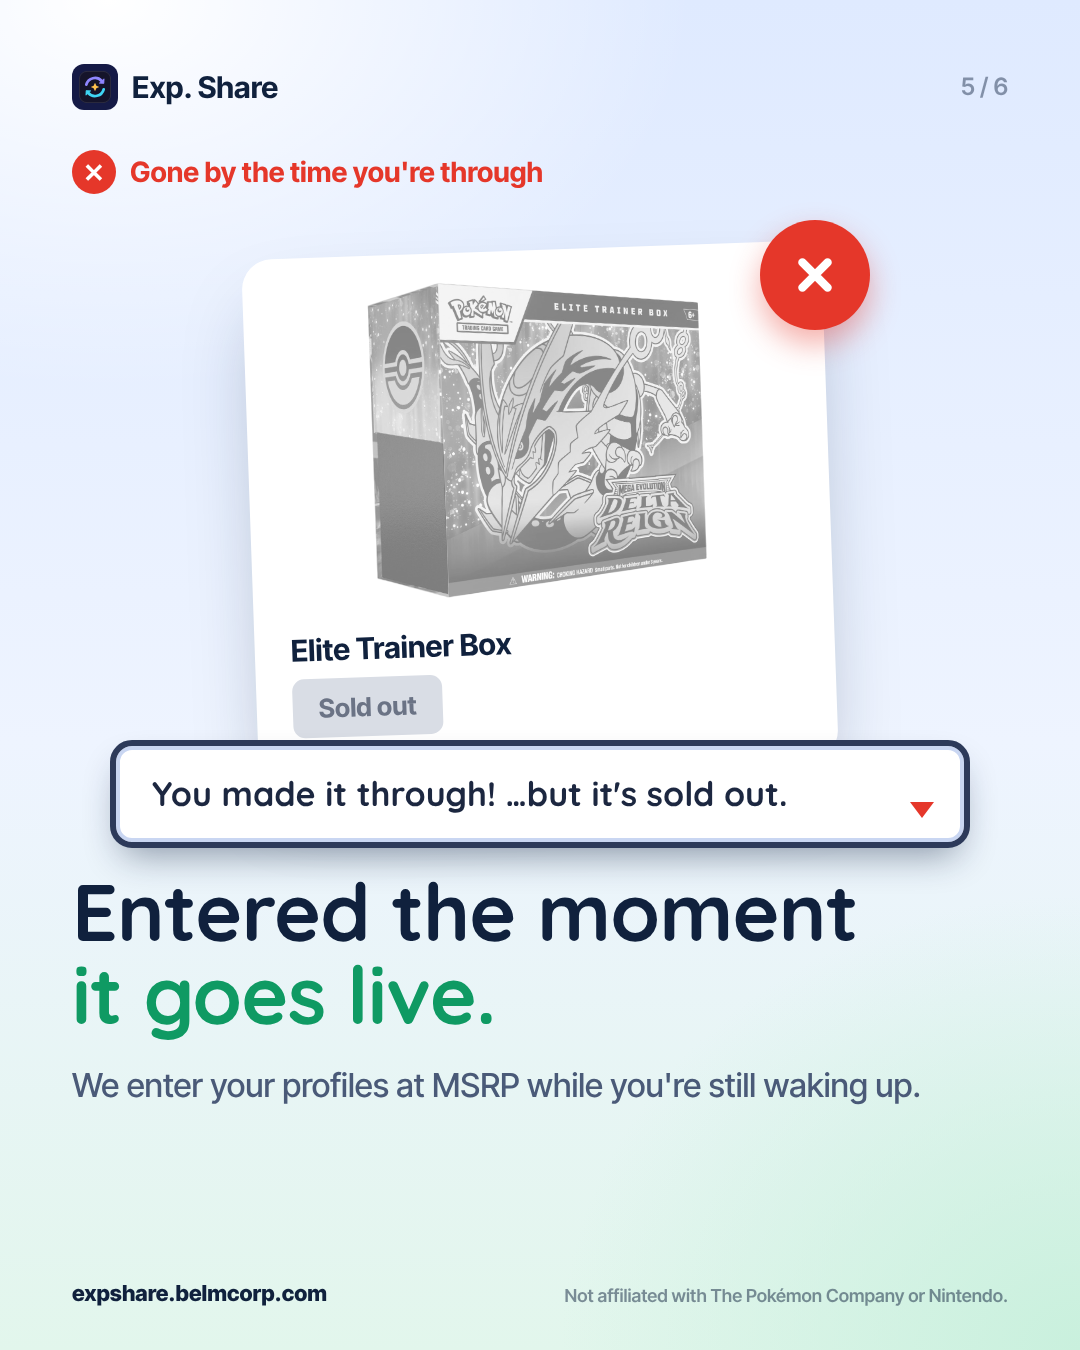 Exp. Share
5 / 6
Gone by the time you're through
Pokémon
TRADING CARD GAME
ELITE TRAINER BOX
6+
MEGA EVOLUTION
DELTA
REIGN
WARNING: CHOKING HAZARD
Elite Trainer Box
Sold out
You made it through! ...but it's sold out.
Entered the moment
it goes live.
We enter your profiles at MSRP while you're still waking up.
expshare.belmcorp.com
Not affiliated with The Pokémon Company or Nintendo.